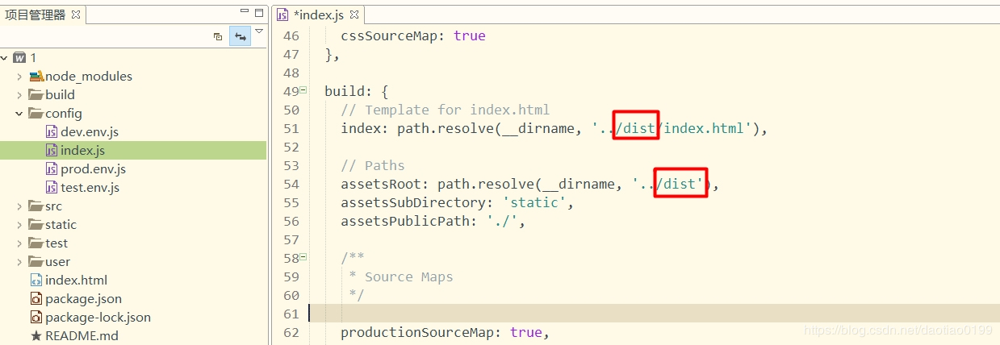 项目管理器
1
node_modules
build
config
dev.env.js
index.js
prod.env.js
test.env.js
src
static
test
user
index.html
package.json
package-lock.json
README.md
*index.js
46 cssSourceMap: true
47 },
48
49 build: {
50 // Template for index.html
51 index: path.resolve(__dirname, '../dist/index.html'),
52
53 // Paths
54 assetsRoot: path.resolve(__dirname, '../dist'),
55 assetsSubDirectory: 'static',
56 assetsPublicPath: './',
57
58 /**
59 * Source Maps
60 */
61
62 productionSourceMap: true,
https://blog.csdn.net/daotiao0199